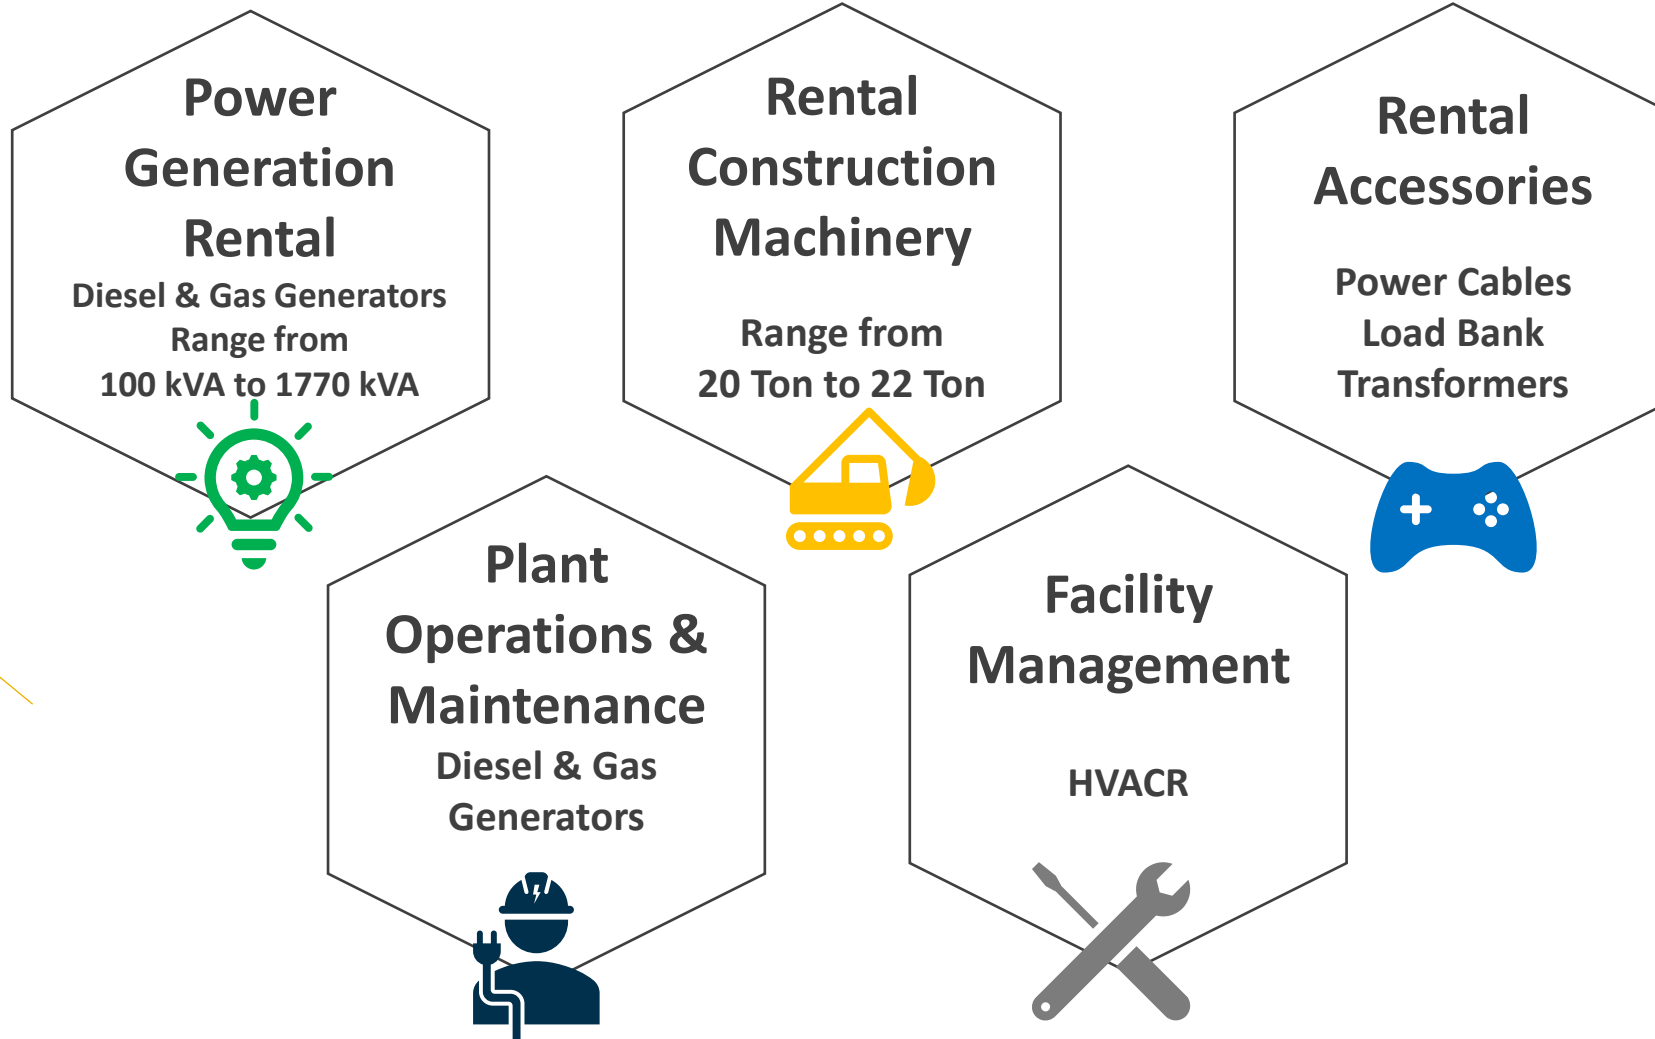 Power
Generation
Rental
Diesel & Gas Generators
Range from
100 kVA to 1770 kVA
Rental
Construction
Machinery
Range from
20 Ton to 22 Ton
Rental
Accessories
Power Cables
Load Bank
Transformers
Plant
Operations &
Maintenance
Diesel & Gas
Generators
Facility
Management
HVACR